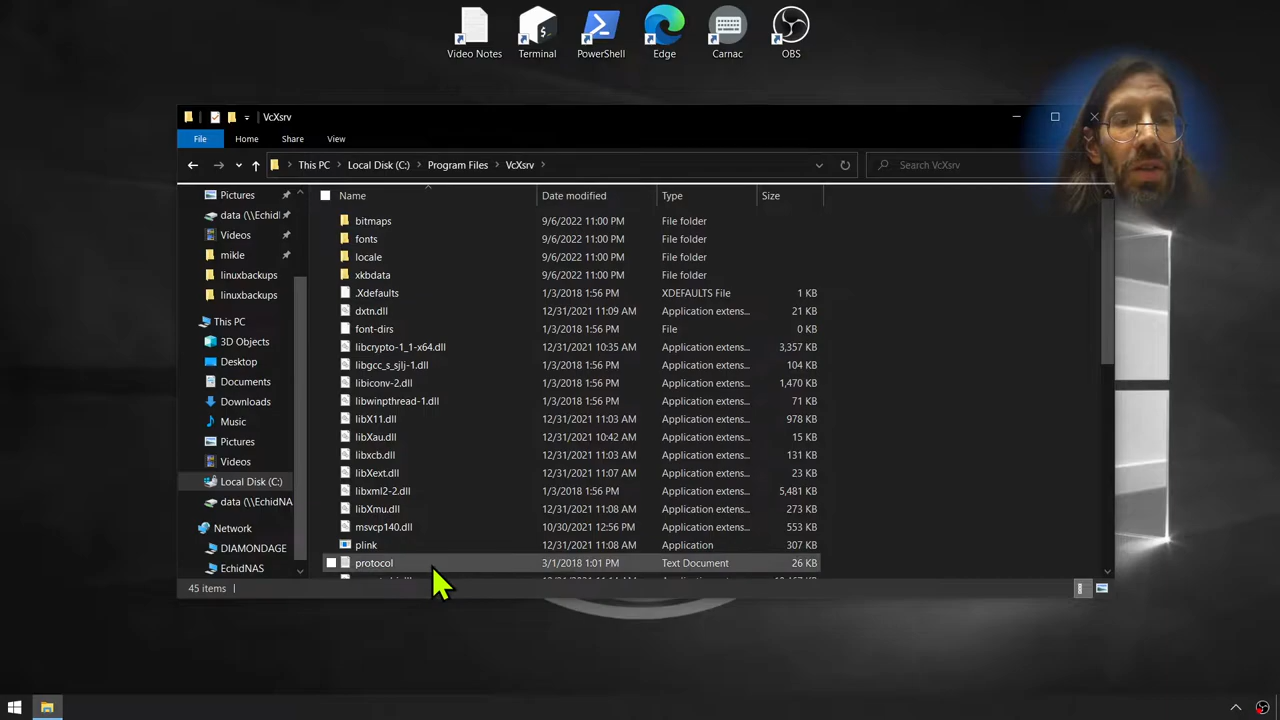 Video Notes
Terminal
PowerShell
Edge
Carnac
OBS
VcXsrv
File
Home
Share
View
This PC
Local Disk (C:)
Program Files
VcXsrv
Search VcXsrv
Name
Date modified
Type
Size
Pictures
data (\\Echid
Videos
mikle
linuxbackups
linuxbackups
This PC
3D Objects
Desktop
Documents
Downloads
Music
Pictures
Videos
Local Disk (C:)
data (\\EchidNA
Network
DIAMONDAGE
EchidNAS
bitmaps 9/6/2022 11:00 PM File folder
fonts 9/6/2022 11:00 PM File folder
locale 9/6/2022 11:00 PM File folder
xkbdata 9/6/2022 11:00 PM File folder
.Xdefaults 1/3/2018 1:56 PM XDEFAULTS File 1 KB
dxtn.dll 12/31/2021 11:09 AM Application extens... 21 KB
font-dirs 1/3/2018 1:56 PM File 0 KB
libcrypto-1_1-x64.dll 12/31/2021 10:35 AM Application extens... 3,357 KB
libgcc_s_sjlj-1.dll 1/3/2018 1:56 PM Application extens... 104 KB
libiconv-2.dll 1/3/2018 1:56 PM Application extens... 1,470 KB
libwinpthread-1.dll 1/3/2018 1:56 PM Application extens... 71 KB
libX11.dll 12/31/2021 11:03 AM Application extens... 978 KB
libXau.dll 12/31/2021 10:42 AM Application extens... 15 KB
libxcb.dll 12/31/2021 11:03 AM Application extens... 131 KB
libXext.dll 12/31/2021 11:07 AM Application extens... 23 KB
libxml2-2.dll 1/3/2018 1:56 PM Application extens... 5,481 KB
libXmu.dll 12/31/2021 11:08 AM Application extens... 273 KB
msvcp140.dll 10/30/2021 12:56 PM Application extens... 553 KB
plink 12/31/2021 11:08 AM Application 307 KB
protocol 3/1/2018 1:01 PM Text Document 26 KB
45 items